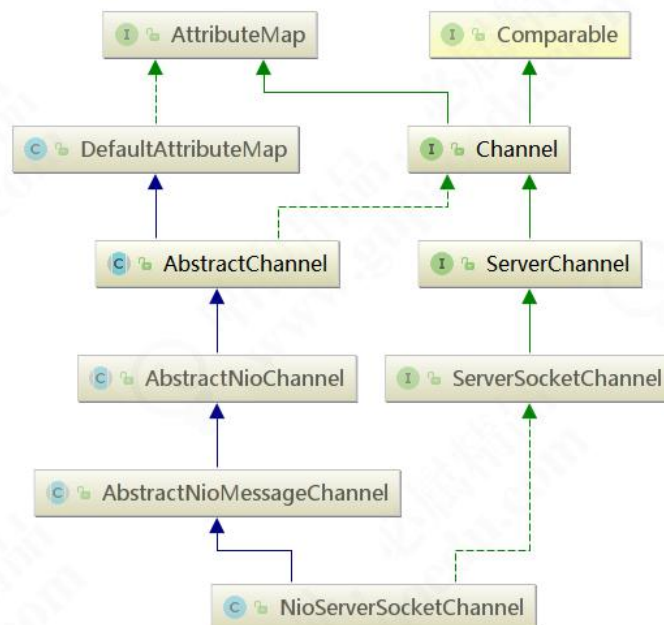 AttributeMap
Comparable
DefaultAttributeMap
Channel
AbstractChannel
ServerChannel
AbstractNioChannel
ServerSocketChannel
AbstractNioMessageChannel
NioServerSocketChannel